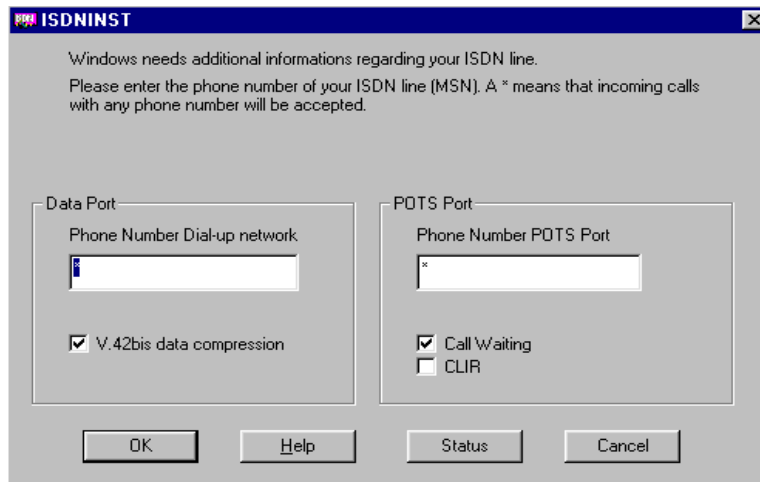 ISDNINST
Windows needs additional informations regarding your ISDN line.
Please enter the phone number of your ISDN line (MSN). A * means that incoming calls
with any phone number will be accepted.
Data Port
Phone Number Dial-up network
*
V.42bis data compression
POTS Port
Phone Number POTS Port
*
Call Waiting
CLIR
OK
Help
Status
Cancel